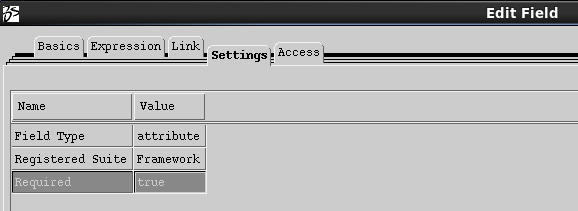 Edit Field
Basics Expression Link Settings Access
Name Value
Field Type attribute
Registered Suite Framework
Required true